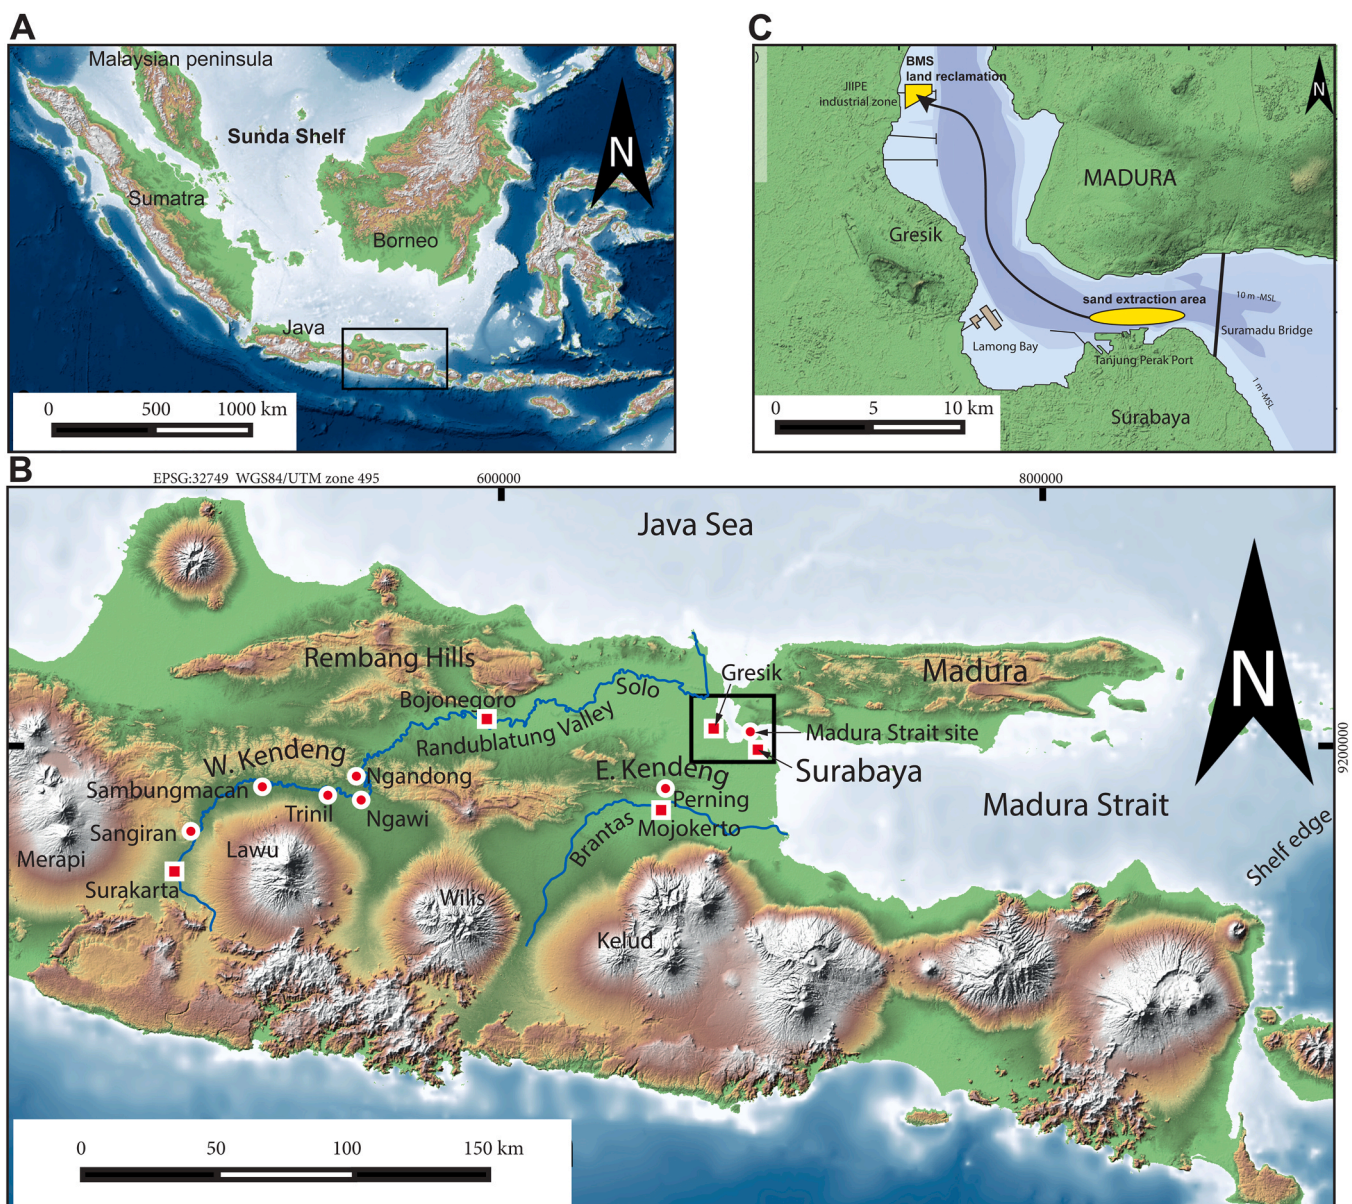 A
Malaysian peninsula
Sunda Shelf
N
Sumatra
Borneo
Java
0 500 1000 km
C
BMS
land reclamation
JIIPE
industrial zone
N
MADURA
Gresik
sand extraction area
10 m -MSL
Suramadu Bridge
Lamong Bay
Tanjung Perak Port
1 m -MSL
Surabaya
0 5 10 km
B
EPSG:32749 WGS84/UTM zone 49S
600000
800000
Java Sea
Rembang Hills
Bojonegoro
Solo
Gresik
Madura
N
Randublatung Valley
Madura Strait site
9200000
W. Kendeng
Ngandong
E. Kendeng
Surabaya
Sambungmacan
Trinil
Ngawi
Perning
Madura Strait
Sangiran
Brantas
Mojokerto
Shelf edge
Merapi
Lawu
Surakarta
Wilis
Kelud
0 50 100 150 km